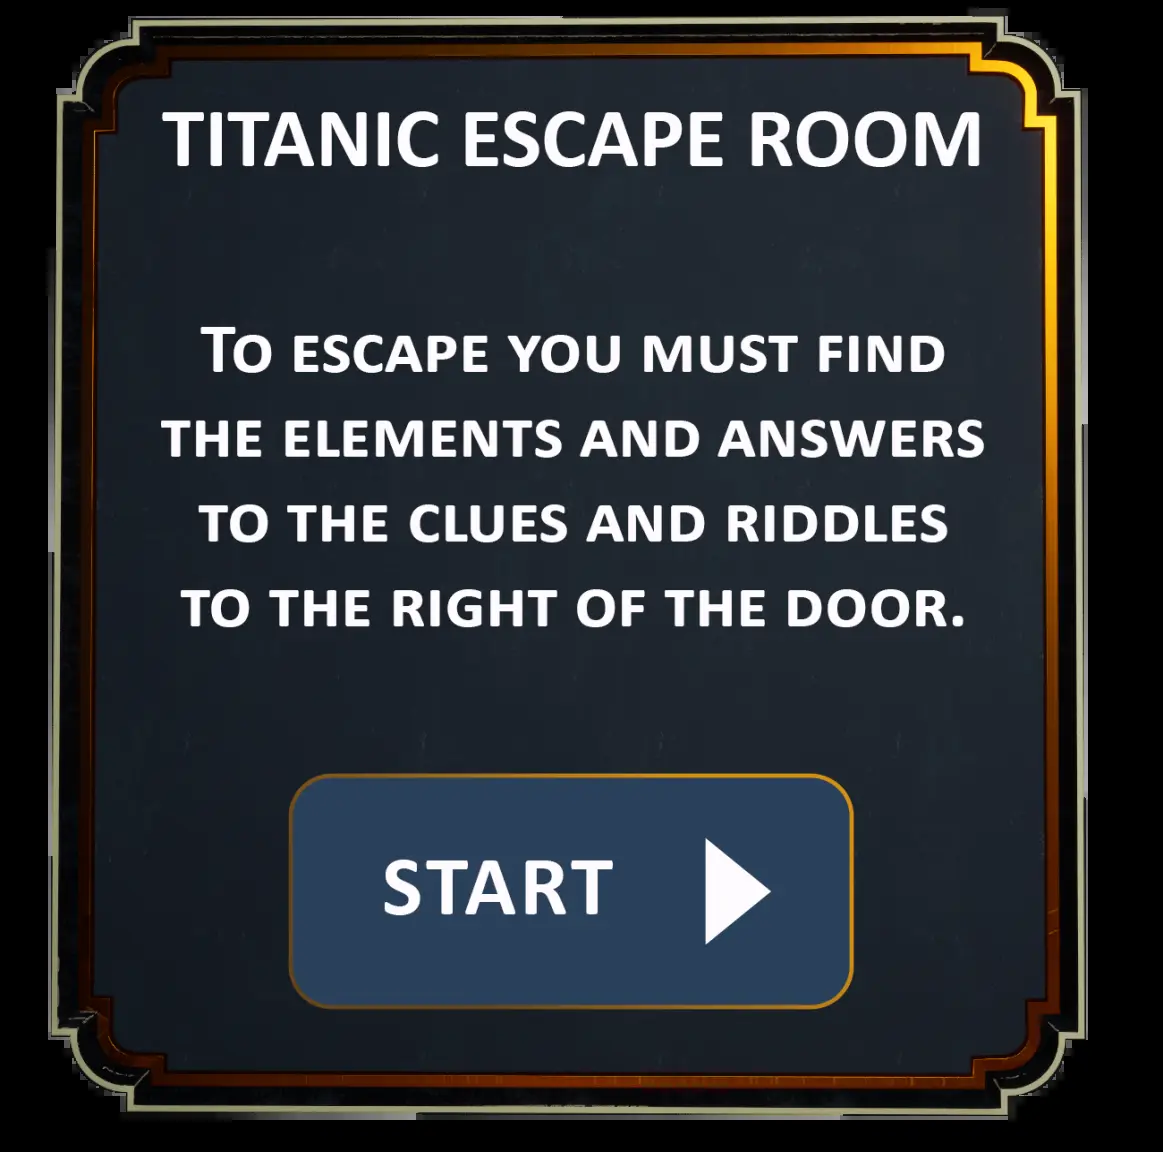 TITANIC ESCAPE ROOM
To escape you must find
the elements and answers
to the clues and riddles
to the right of the door.
START